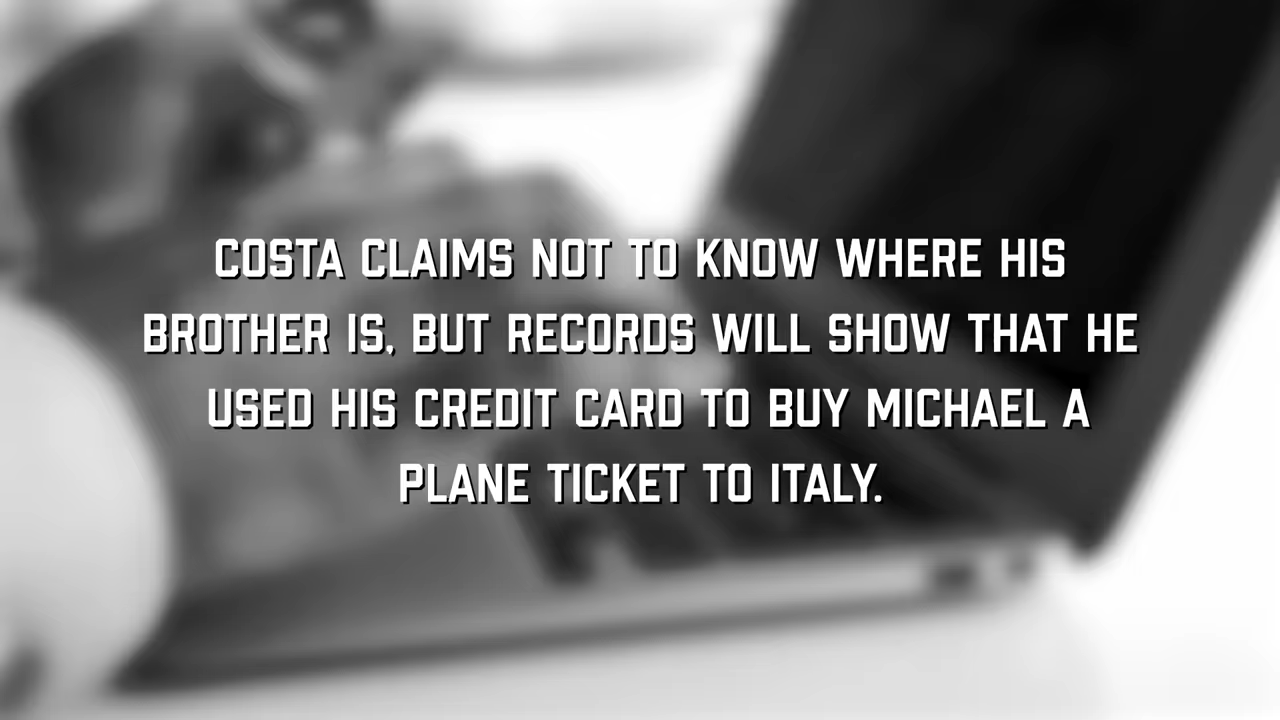 COSTA CLAIMS NOT TO KNOW WHERE HIS
BROTHER IS, BUT RECORDS WILL SHOW THAT HE
USED HIS CREDIT CARD TO BUY MICHAEL A
PLANE TICKET TO ITALY.